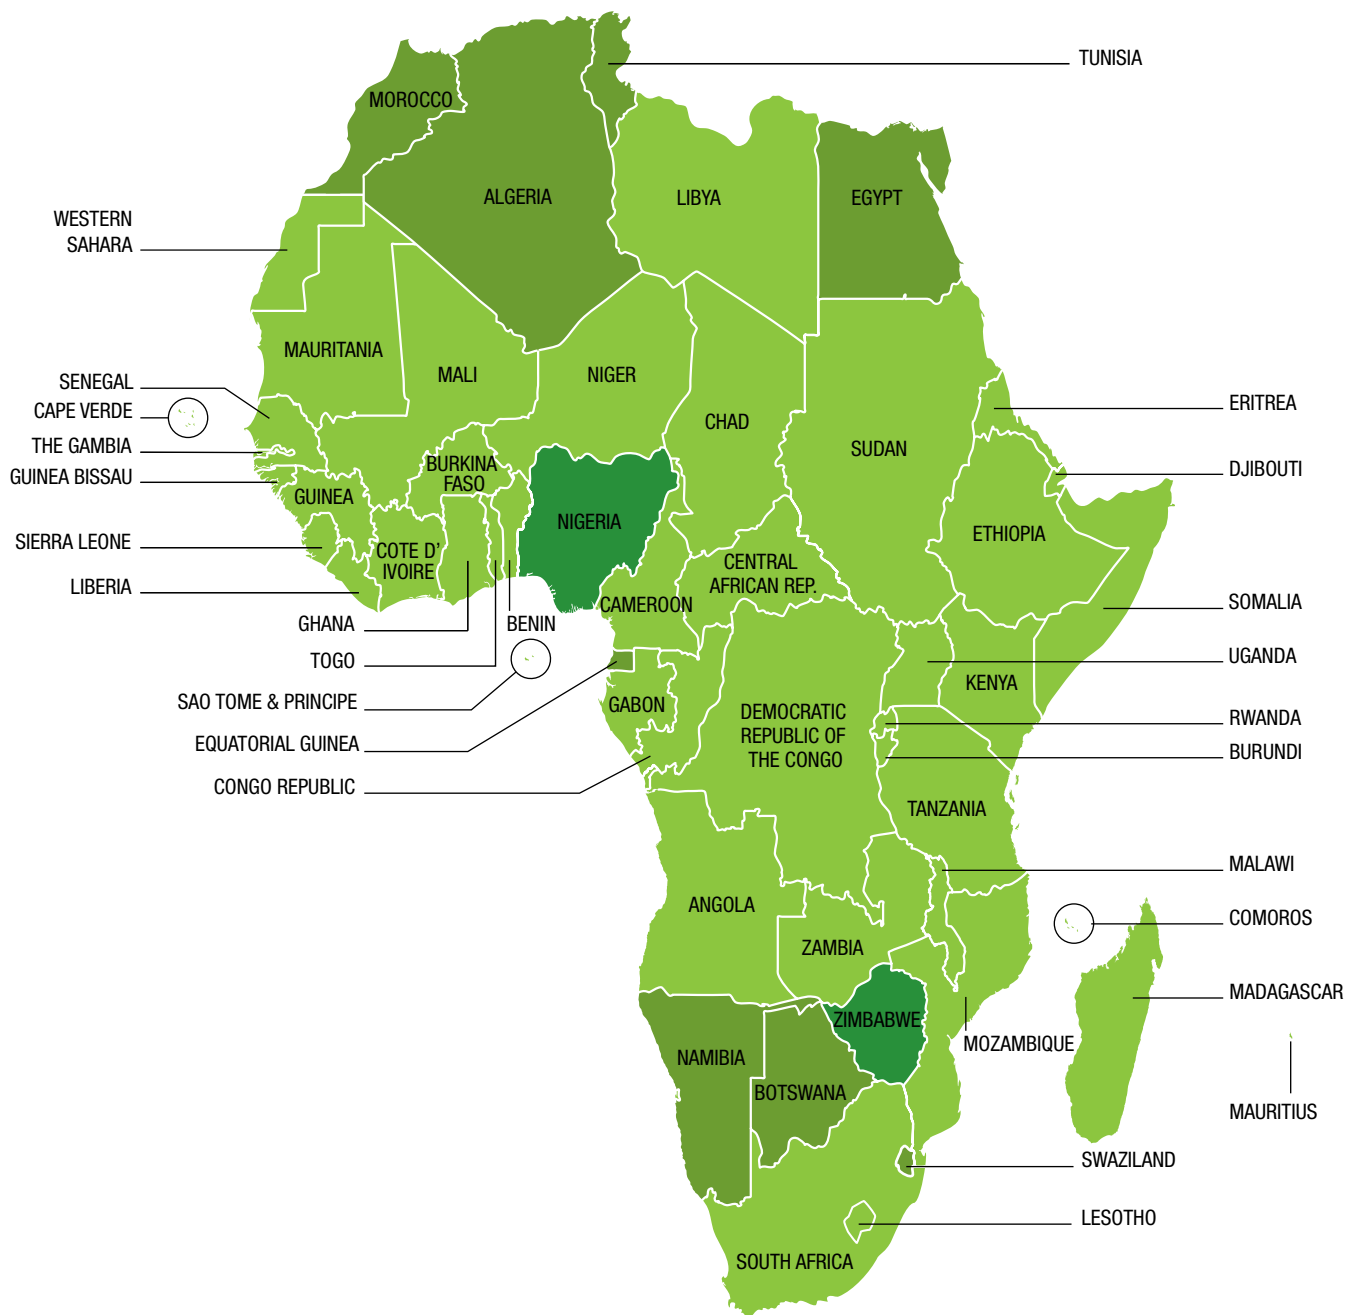 TUNISIA
MOROCCO
ALGERIA
LIBYA
EGYPT
WESTERN
SAHARA
MAURITANIA
MALI
NIGER
CHAD
SUDAN
SENEGAL
CAPE VERDE
THE GAMBIA
GUINEA BISSAU
ERITREA
DJIBOUTI
BURKINA
FASO
GUINEA
NIGERIA
ETHIOPIA
SIERRA LEONE
COTE D'
IVOIRE
CENTRAL
AFRICAN REP.
LIBERIA
CAMEROON
SOMALIA
GHANA
BENIN
TOGO
UGANDA
KENYA
SAO TOME & PRINCIPE
GABON
DEMOCRATIC
REPUBLIC OF
THE CONGO
RWANDA
EQUATORIAL GUINEA
BURUNDI
CONGO REPUBLIC
TANZANIA
MALAWI
ANGOLA
COMOROS
ZAMBIA
MADAGASCAR
ZIMBABWE
MOZAMBIQUE
NAMIBIA
BOTSWANA
MAURITIUS
SWAZILAND
LESOTHO
SOUTH AFRICA